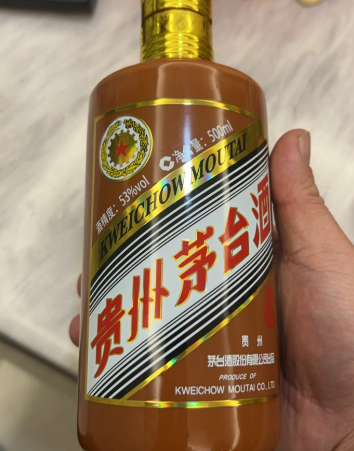 酒精度：53%vol
净含量：500ml
KWEICHOW MOUTAI
贵州茅台酒
贵 州
茅台酒股份有限公司出品
PRODUCE OF
KWEICHOW MOUTAI CO., LTD.